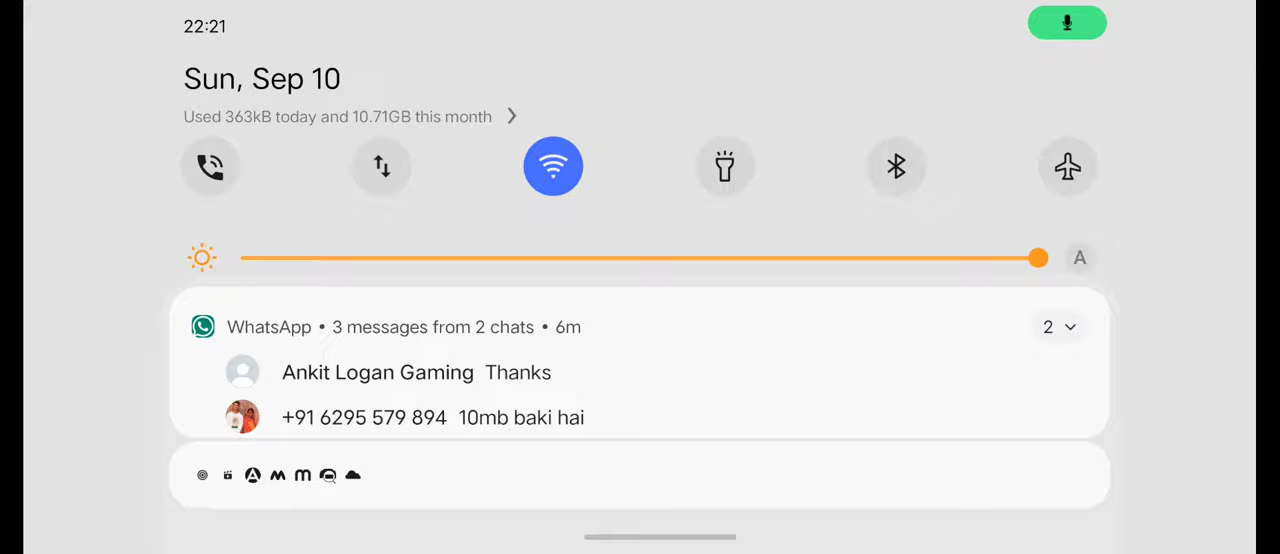 22:21
Sun, Sep 10
Used 363kB today and 10.71GB this month
A
WhatsApp • 3 messages from 2 chats • 6m
2
Ankit Logan Gaming Thanks
+91 6295 579 894 10mb baki hai